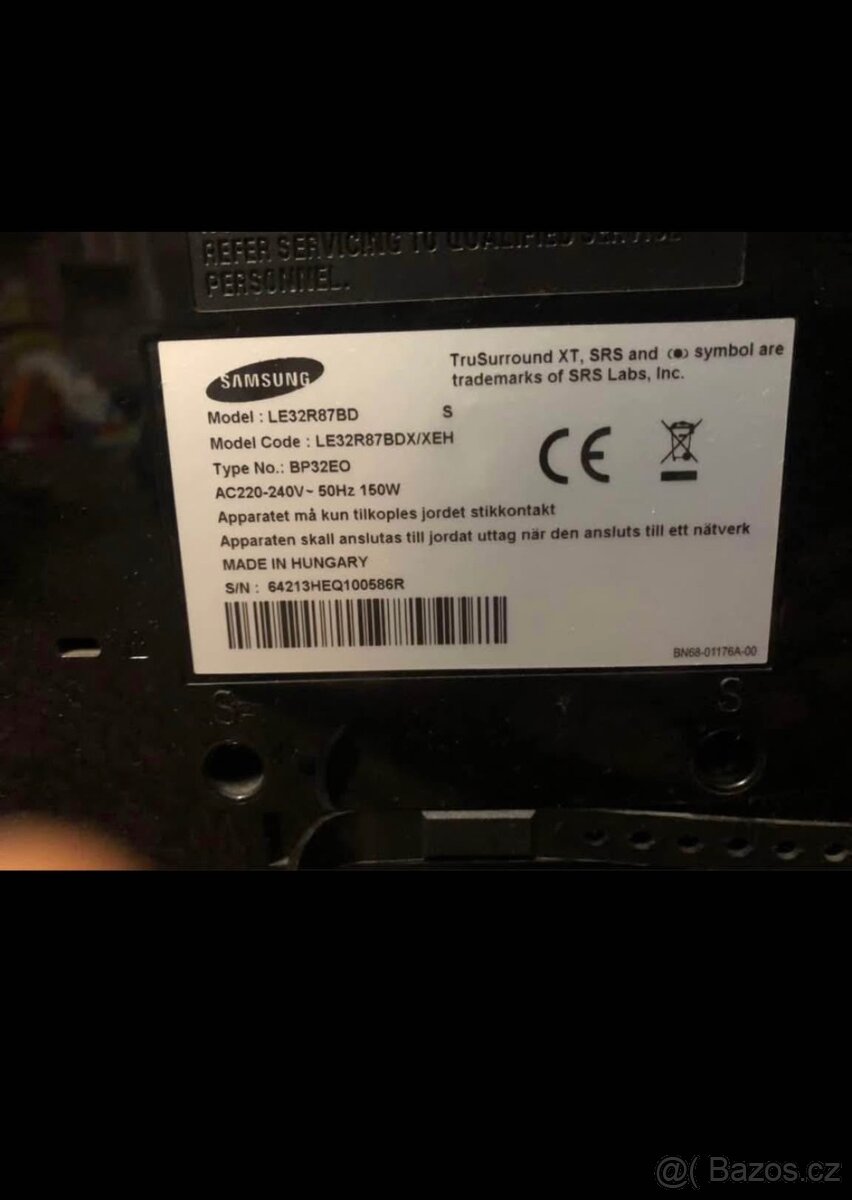 REFER SERVICING TO QUALIFIED SERVICE
PERSONNEL.
SAMSUNG
TruSurround XT, SRS and (●) symbol are
trademarks of SRS Labs, Inc.
Model : LE32R87BD S
Model Code : LE32R87BDX/XEH
Type No.: BP32EO
AC220-240V~ 50Hz 150W
Apparatet må kun tilkoples jordet stikkontakt
Apparaten skall anslutas till jordat uttag när den ansluts till ett nätverk
MADE IN HUNGARY
S/N : 64213HEQ100586R
CE
BN68-01176A-00
S
S
@( Bazos.cz